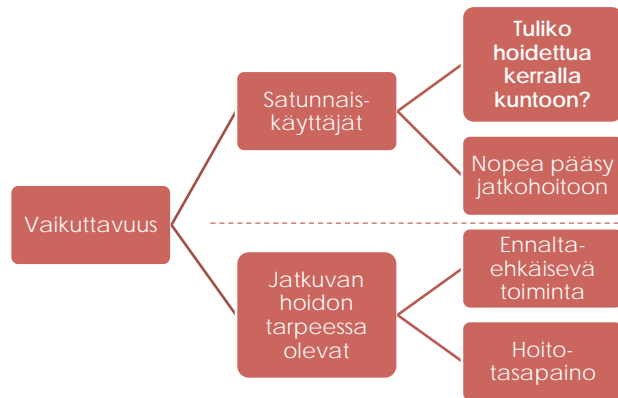 Vaikuttavuus
Satunnais-
käyttäjät
Tuliko
hoidettua
kerralla
kuntoon?
Nopea pääsy
jatkohoitoon
Jatkuvan
hoidon
tarpeessa
olevat
Ennalta-
ehkäisevä
toiminta
Hoito-
tasapaino